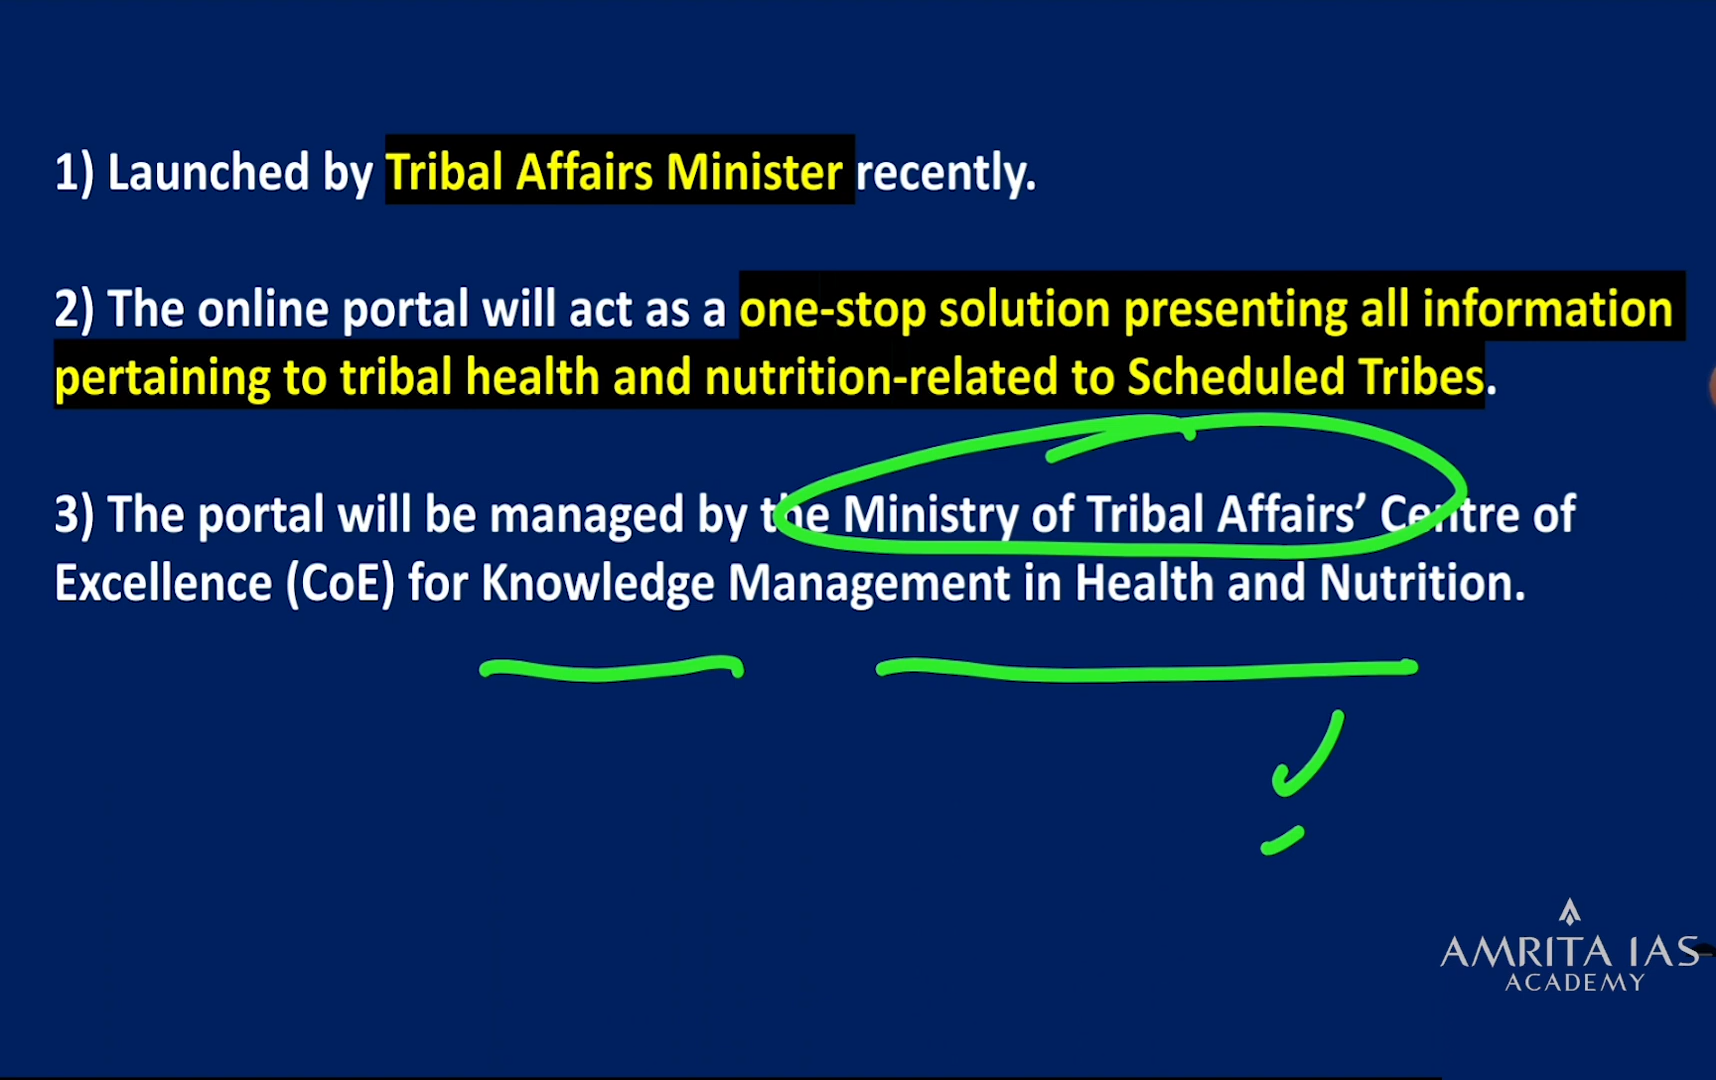 1) Launched by Tribal Affairs Minister recently.
2) The online portal will act as a one-stop solution presenting all information
pertaining to tribal health and nutrition-related to Scheduled Tribes.
3) The portal will be managed by the Ministry of Tribal Affairs’ Centre of
Excellence (CoE) for Knowledge Management in Health and Nutrition.
AMRITA IAS
ACADEMY